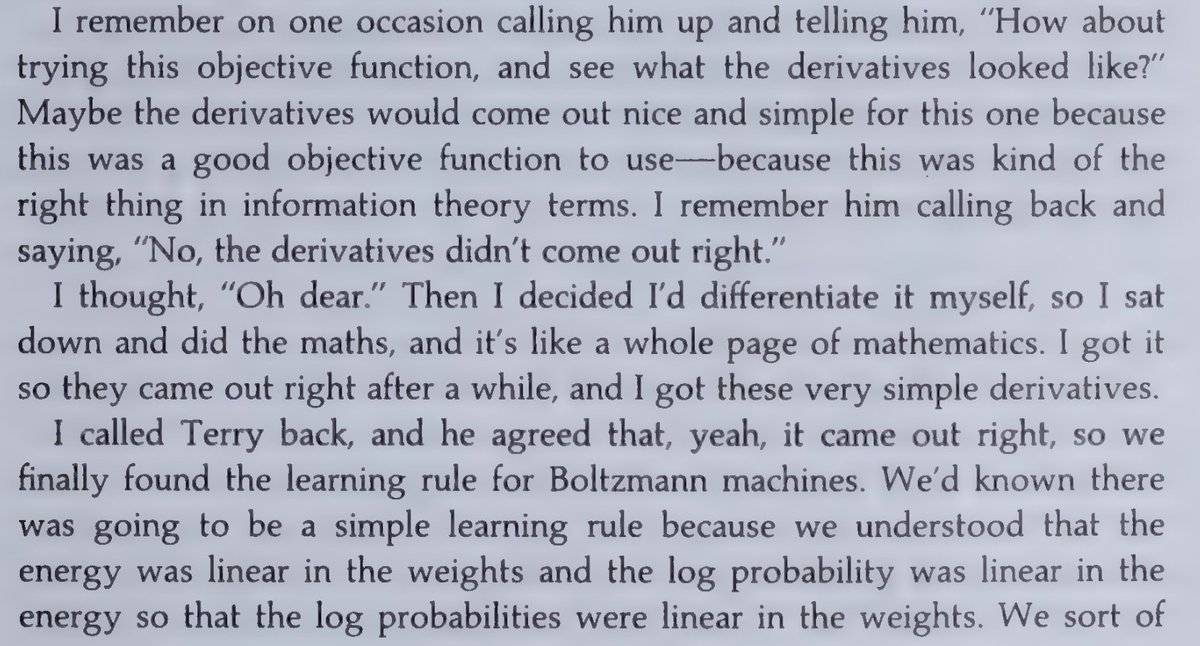 I remember on one occasion calling him up and telling him, “How about
trying this objective function, and see what the derivatives looked like?”
Maybe the derivatives would come out nice and simple for this one because
this was a good objective function to use—because this was kind of the
right thing in information theory terms. I remember him calling back and
saying, “No, the derivatives didn’t come out right.”
I thought, “Oh dear.” Then I decided I’d differentiate it myself, so I sat
down and did the maths, and it’s like a whole page of mathematics. I got it
so they came out right after a while, and I got these very simple derivatives.
I called Terry back, and he agreed that, yeah, it came out right, so we
finally found the learning rule for Boltzmann machines. We’d known there
was going to be a simple learning rule because we understood that the
energy was linear in the weights and the log probability was linear in the
energy so that the log probabilities were linear in the weights. We sort of